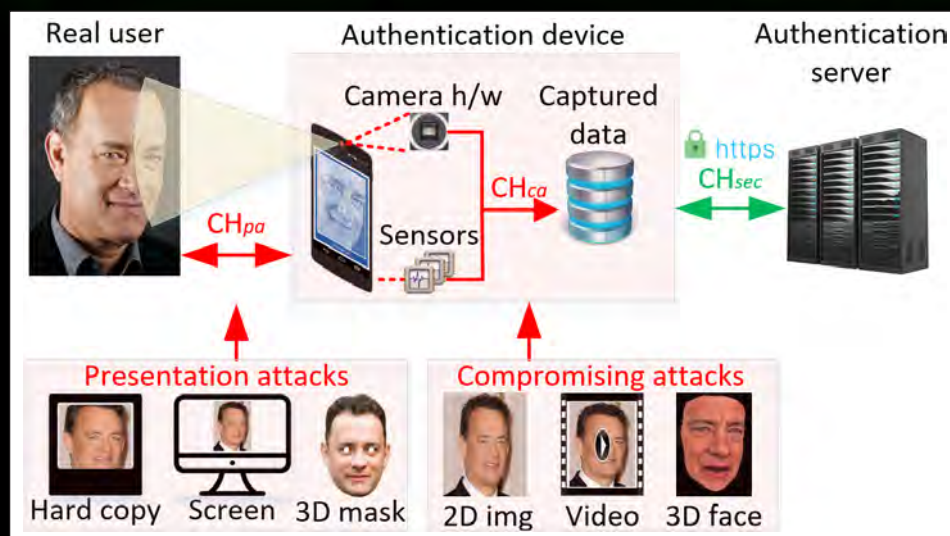 Real user
Authentication device
Authentication
server
Camera h/w
Captured
data
https
CHpa
CHca
CHsec
Sensors
Presentation attacks
Compromising attacks
Hard copy
Screen
3D mask
2D img
Video
3D face